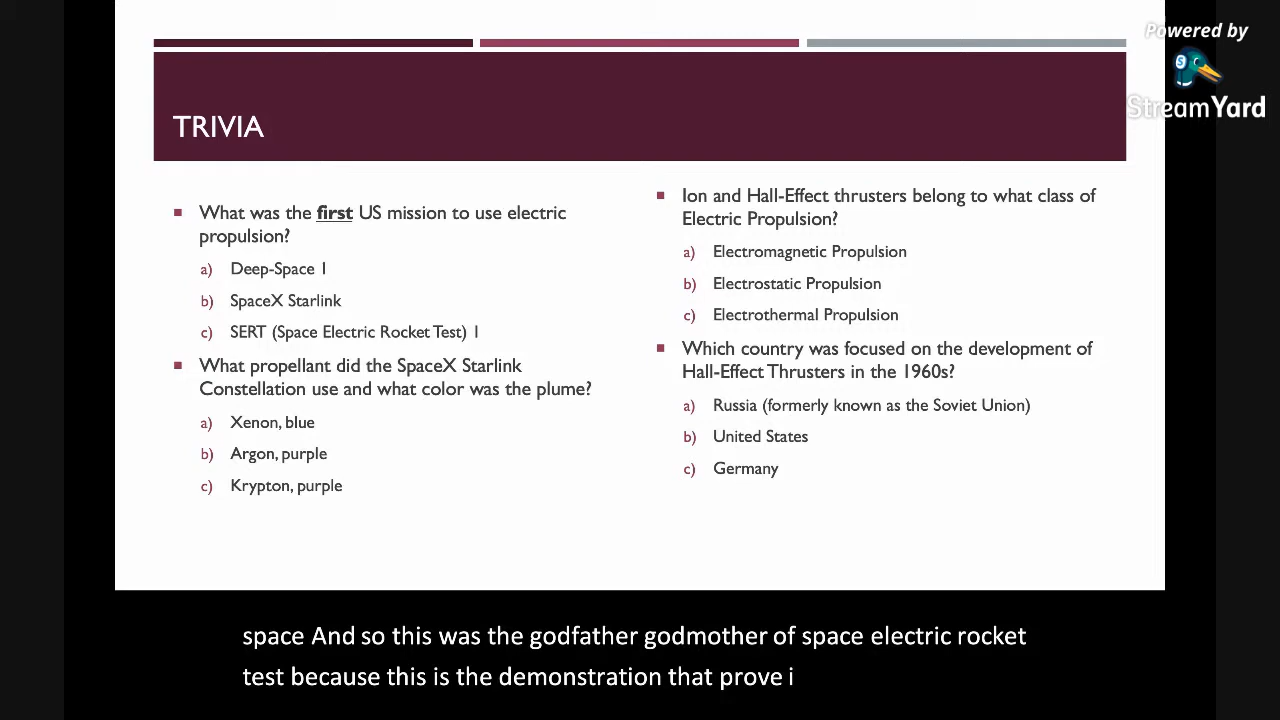 Powered by
StreamYard
TRIVIA
What was the first US mission to use electric
propulsion?
a) Deep-Space 1
b) SpaceX Starlink
c) SERT (Space Electric Rocket Test) 1
What propellant did the SpaceX Starlink
Constellation use and what color was the plume?
a) Xenon, blue
b) Argon, purple
c) Krypton, purple
Ion and Hall-Effect thrusters belong to what class of
Electric Propulsion?
a) Electromagnetic Propulsion
b) Electrostatic Propulsion
c) Electrothermal Propulsion
Which country was focused on the development of
Hall-Effect Thrusters in the 1960s?
a) Russia (formerly known as the Soviet Union)
b) United States
c) Germany
space And so this was the godfather godmother of space electric rocket
test because this is the demonstration that prove i